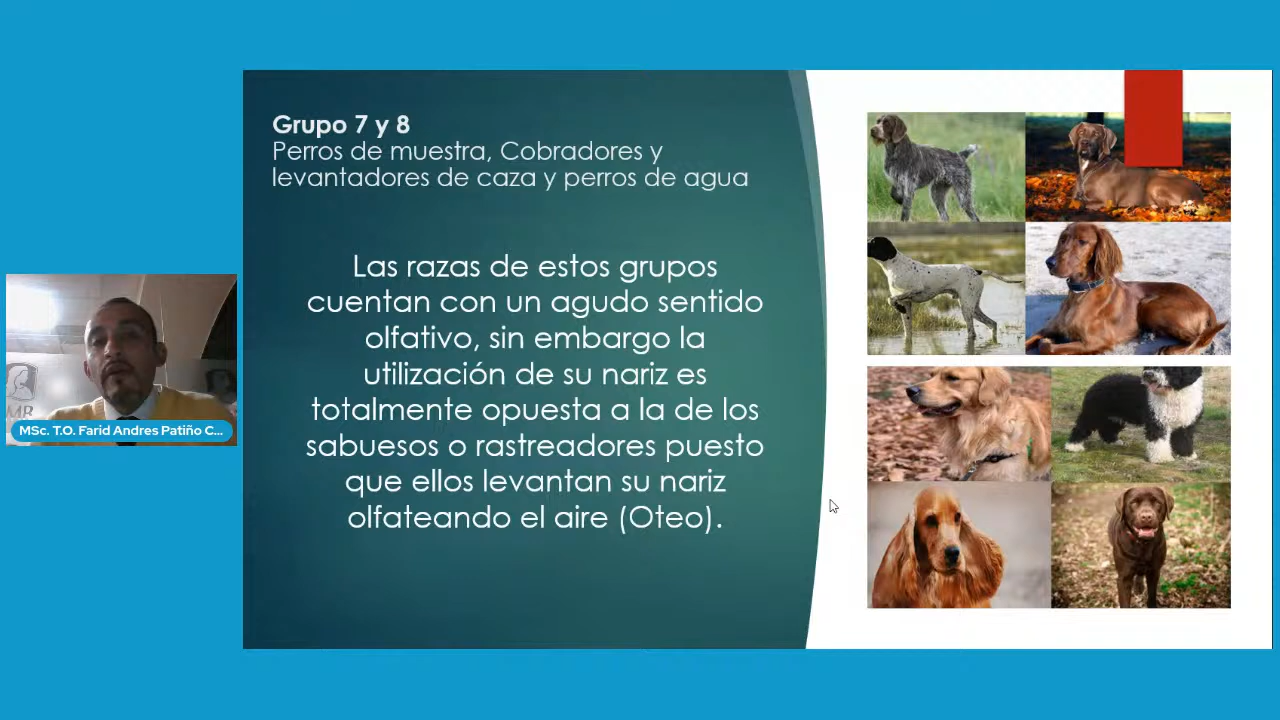 Grupo 7 y 8
Perros de muestra, Cobradores y
levantadores de caza y perros de agua
Las razas de estos grupos
cuentan con un agudo sentido
olfativo, sin embargo la
utilización de su nariz es
totalmente opuesta a la de los
sabuesos o rastreadores puesto
que ellos levantan su nariz
olfateando el aire (Oteo).
MSc. T.O. Farid Andres Patiño C...